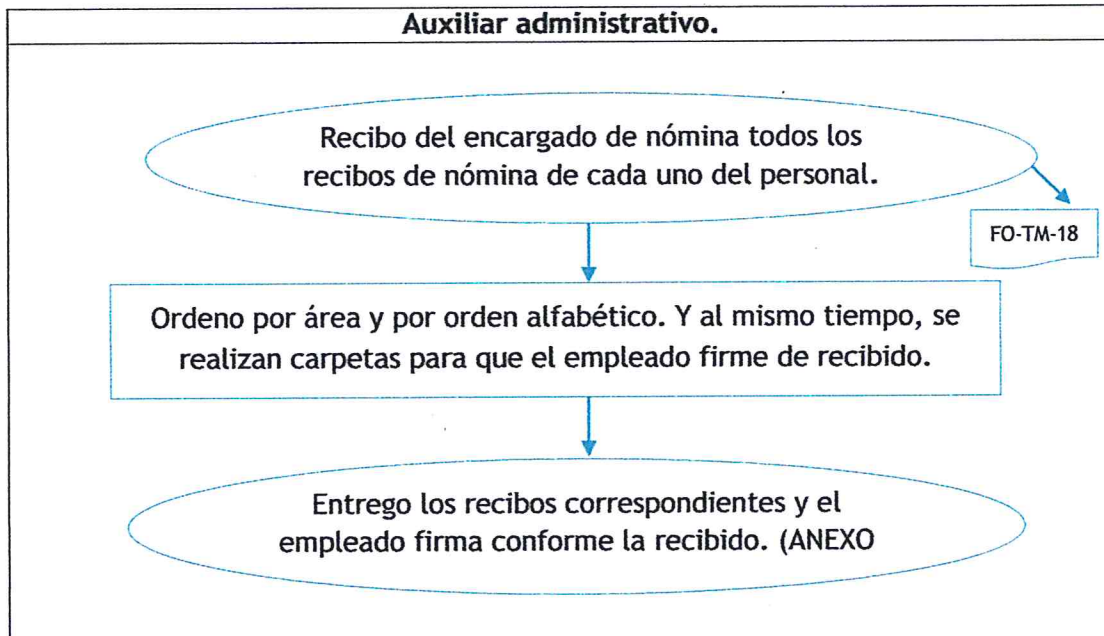 Auxiliar administrativo.
Recibo del encargado de nómina todos los
recibos de nómina de cada uno del personal.
FO-TM-18
Ordeno por área y por orden alfabético. Y al mismo tiempo, se
realizan carpetas para que el empleado firme de recibido.
Entrego los recibos correspondientes y el
empleado firma conforme la recibido. (ANEXO